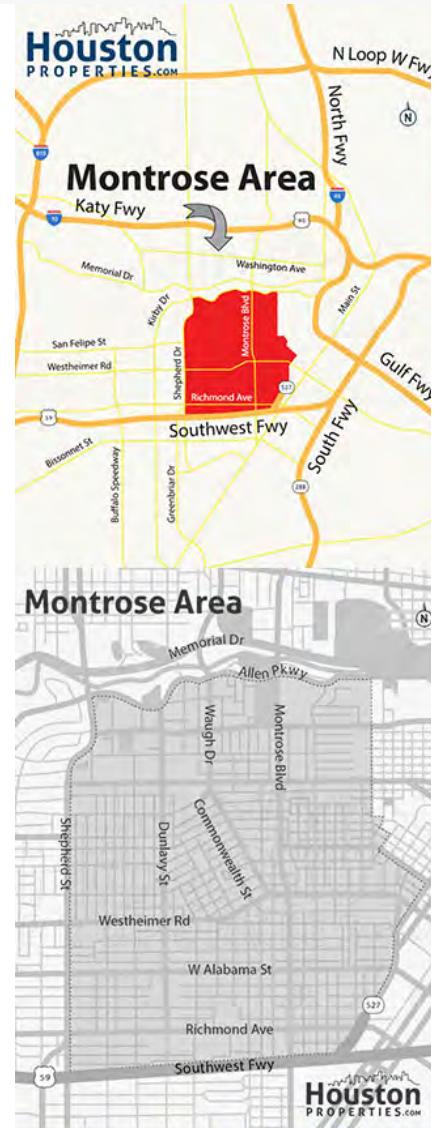 Houston
PROPERTIES.COM
N Loop W Fwy
North Fwy
N
610
Montrose Area
45
Katy Fwy
10
90
Memorial Dr
Washington Ave
Kirby Dr
Montrose Blvd
Main St
San Felipe St
Shepherd Dr
Westheimer Rd
Gulf Fwy
527
Richmond Ave
59
Southwest Fwy
South Fwy
Bissonnet St
Buffalo Speedway
Greenbriar Dr
288
Montrose Area
N
Memorial Dr
Allen Pkwy
Waugh Dr
Montrose Blvd
Shepherd St
Dunlavy St
Commonwealth St
Westheimer Rd
W Alabama St
527
Richmond Ave
Southwest Fwy
59
Houston
PROPERTIES.COM